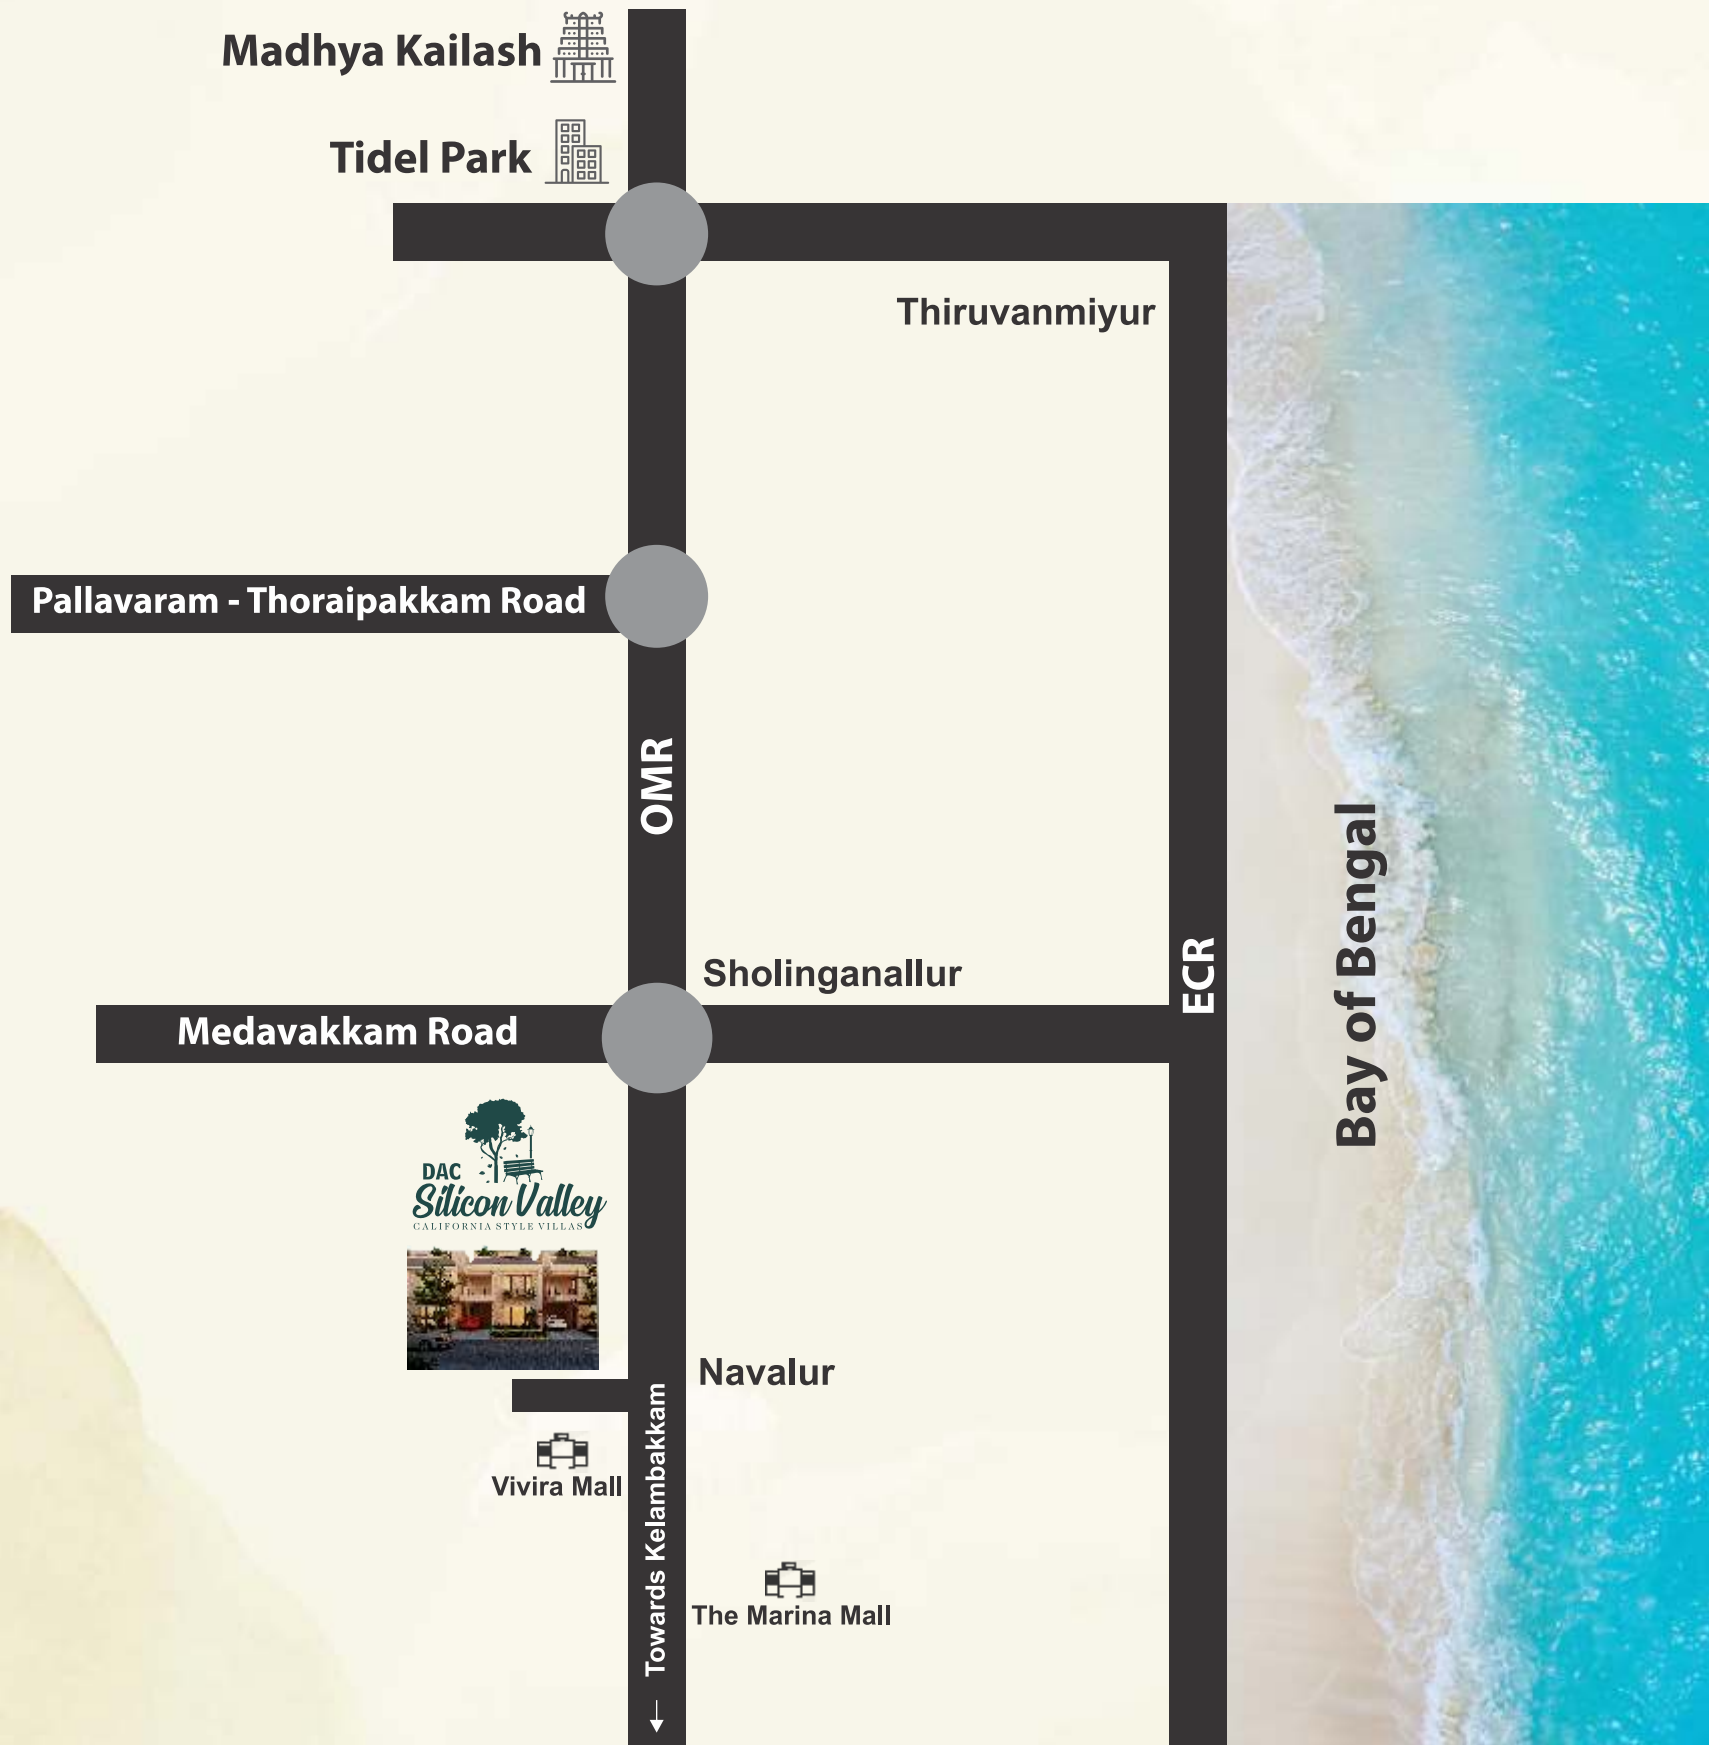 Madhya Kailash
Tidel Park
Thiruvanmiyur
Pallavaram - Thoraipakkam Road
OMR
Bay of Bengal
ECR
Sholinganallur
Medavakkam Road
DAC
Silicon Valley
CALIFORNIA STYLE VILLAS
Navalur
Towards Kelambakkam
Vivira Mall
The Marina Mall